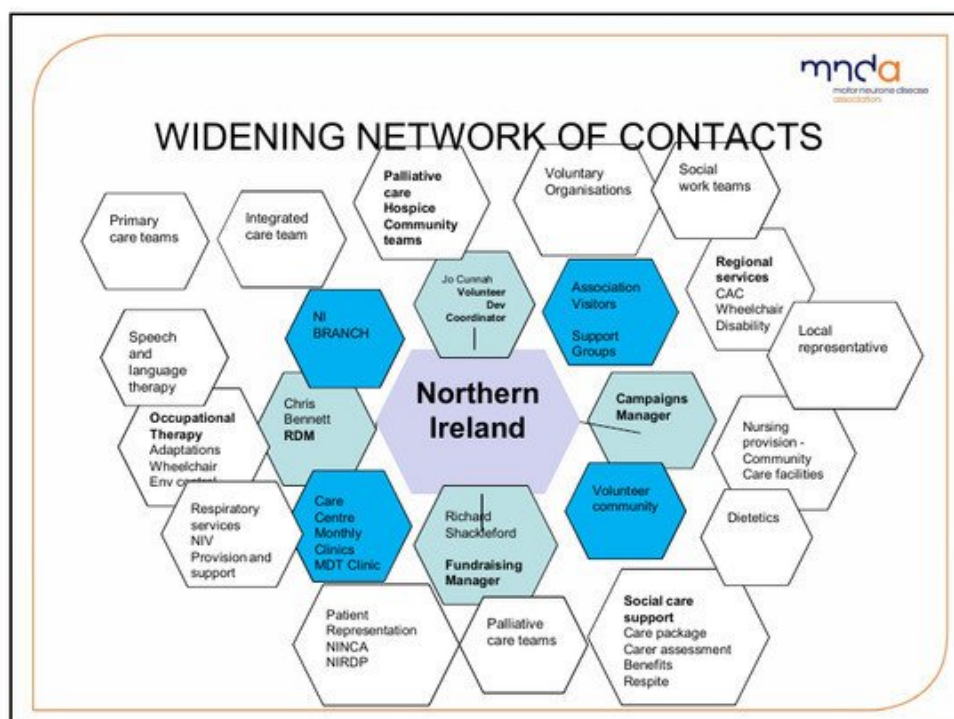 mnda
motor neurone disease
association
WIDENING NETWORK OF CONTACTS
Primary
care teams
Integrated
care team
Palliative
care
Hospice
Community
teams
Voluntary
Organisations
Social
work teams
Jo Cunnah
Volunteer
Dev
Coordinator
Association
Visitors
Support
Groups
Regional
services
CAC
Wheelchair
Disability
Local
representative
NI
BRANCH
Speech
and
language
therapy
Northern
Ireland
Chris
Bennett
RDM
Campaigns
Manager
Occupational
Therapy
Adaptations
Wheelchair
Env control
Nursing
provision -
Community
Care facilities
Respiratory
services
NIV
Provision and
support
Care
Centre
Monthly
Clinics
MDT Clinic
Richard
Shackleford
Fundraising
Manager
Volunteer
community
Dietetics
Patient
Representation
NINCA
NIRDP
Palliative
care teams
Social care
support
Care package
Carer assessment
Benefits
Respite